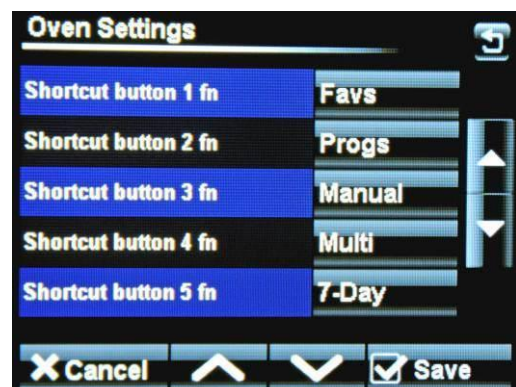 Oven Settings
Shortcut button 1 fn Favs
Shortcut button 2 fn Progs
Shortcut button 3 fn Manual
Shortcut button 4 fn Multi
Shortcut button 5 fn 7-Day
Cancel Save